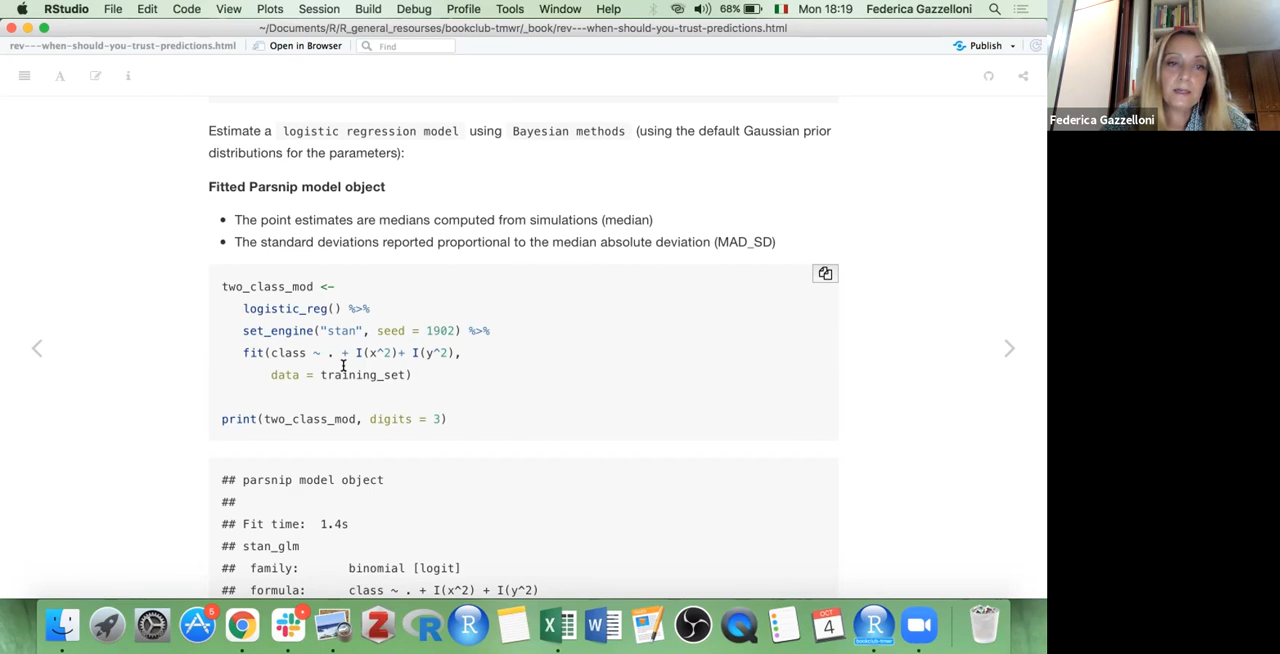 RStudio File Edit Code View Plots Session Build Debug Profile Tools Window Help 68% Mon 18:19 Federica Gazzelloni
~/Documents/R/R_general_resourses/bookclub-tmwr/_book/rev---when-should-you-trust-predictions.html
rev---when-should-you-trust-predictions.html Open in Browser Find Publish
Federica Gazzelloni
Estimate a logistic regression model using Bayesian methods (using the default Gaussian prior
distributions for the parameters):
Fitted Parsnip model object
• The point estimates are medians computed from simulations (median)
• The standard deviations reported proportional to the median absolute deviation (MAD_SD)
two_class_mod <-
logistic_reg() %>%
set_engine("stan", seed = 1902) %>%
fit(class ~ . + I(x^2)+ I(y^2),
data = training_set)
print(two_class_mod, digits = 3)
## parsnip model object
##
## Fit time: 1.4s
## stan_glm
## family: binomial [logit]
## formula: class ~ . + I(x^2) + I(y^2)
5
OCT
4
bookclub-tmwr